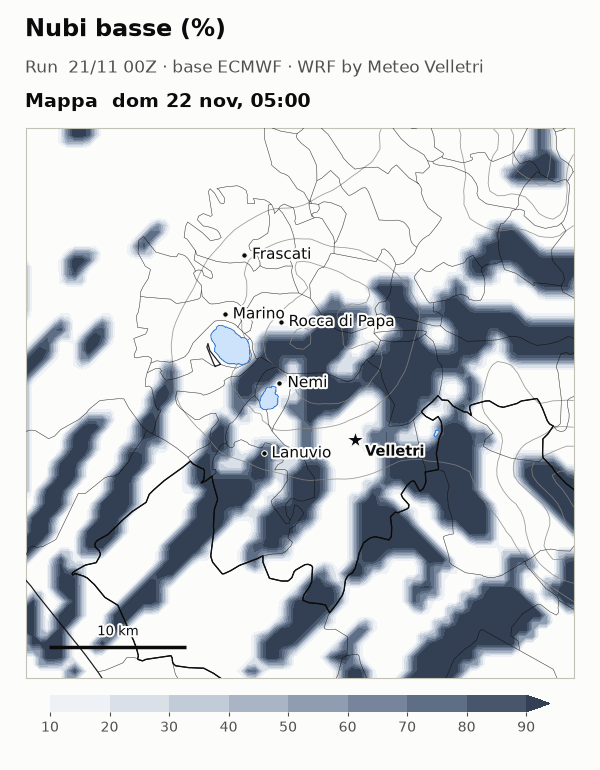 Nubi basse (%)
Run  21/11 00Z · base ECMWF · WRF by Meteo Velletri
Mappa  dom 22 nov, 05:00
Frascati
Marino
Rocca di Papa
Nemi
Velletri
Lanuvio
10 km
10 20 30 40 50 60 70 80 90